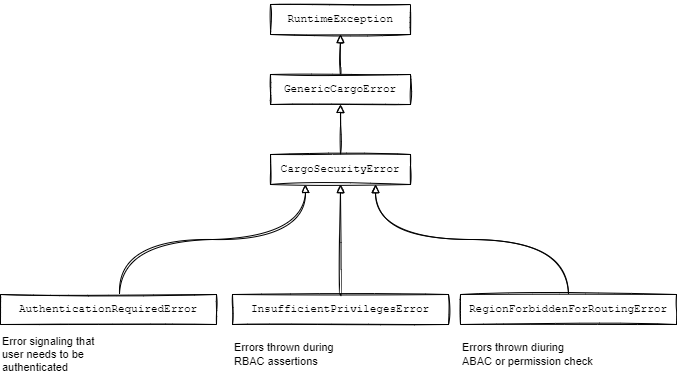 RuntimeException
GenericCargoError
CargoSecurityError
AuthenticationRequiredError
InsufficientPrivilegesError
RegionForbiddenForRoutingError
Error signaling that
user needs to be
authenticated
Errors thrown during
RBAC assertions
Errors thrown diuring
ABAC or permission check